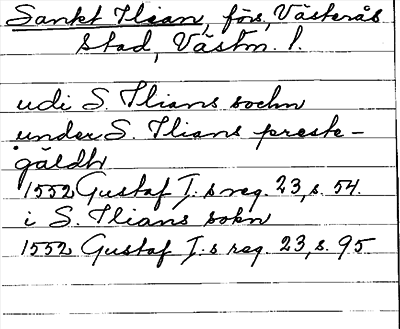 Sankt Ilian, förs, Västerås
stad, Västm. l.
udi S. Ilians sochn
under S. Ilians preste-
gäldh
1552 Gustaf I.s reg. 23, s. 54.
i S. Ilians sokn
1552 Gustaf I.s reg. 23, s. 95